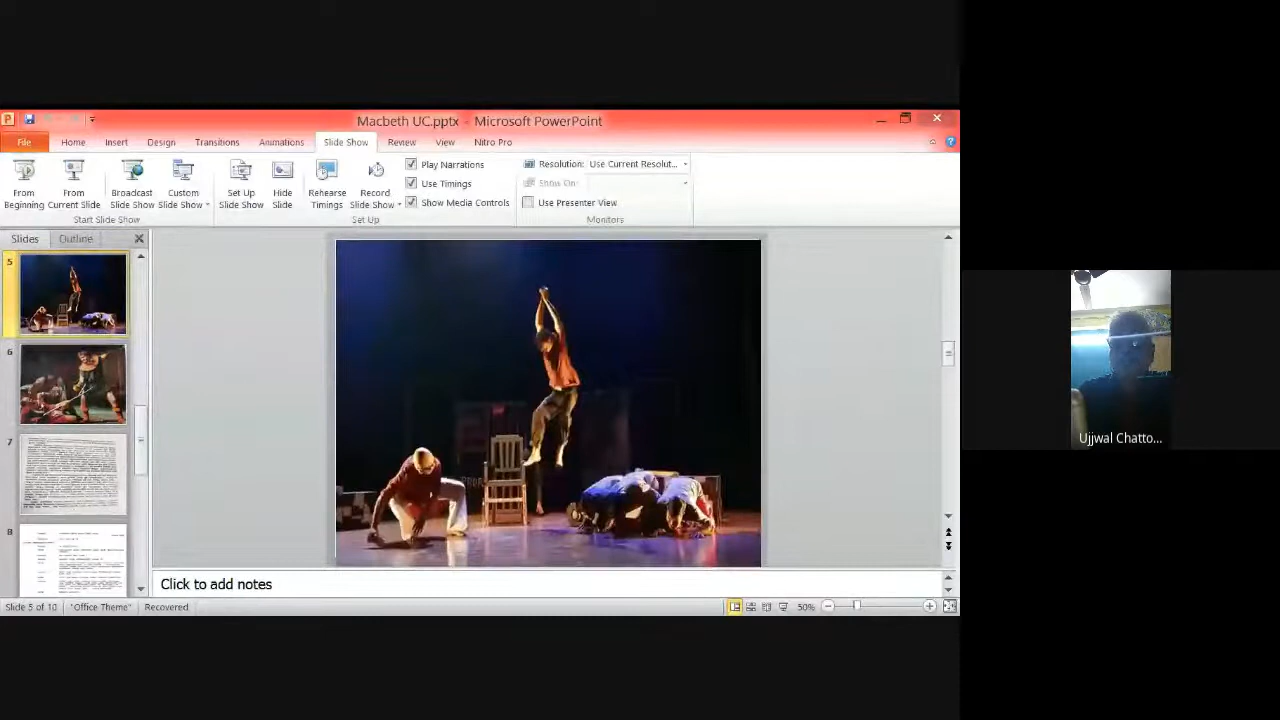 Macbeth UC.pptx - Microsoft PowerPoint
File Home Insert Design Transitions Animations Slide Show Review View Nitro Pro
From Beginning
From Current Slide
Broadcast Slide Show
Custom Slide Show
Start Slide Show
Set Up Slide Show
Hide Slide
Rehearse Timings
Record Slide Show
Play Narrations
Use Timings
Show Media Controls
Set Up
Resolution: Use Current Resolut...
Show On:
Use Presenter View
Monitors
Slides Outline
5
6
7
8
Ujjwal Chatto...
Click to add notes
Slide 5 of 10 "Office Theme" Recovered 50%